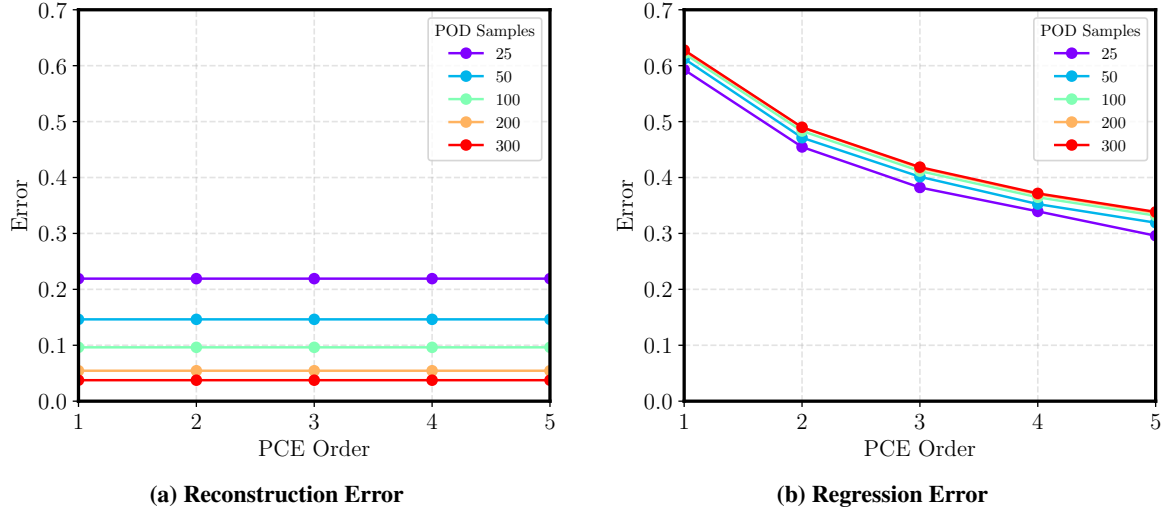 0.7
0.6
0.5
0.4
0.3
0.2
0.1
0.0
Error
1 2 3 4 5
PCE Order
POD Samples
25
50
100
200
300
(a) Reconstruction Error
0.7
0.6
0.5
0.4
0.3
0.2
0.1
0.0
Error
1 2 3 4 5
PCE Order
POD Samples
25
50
100
200
300
(b) Regression Error